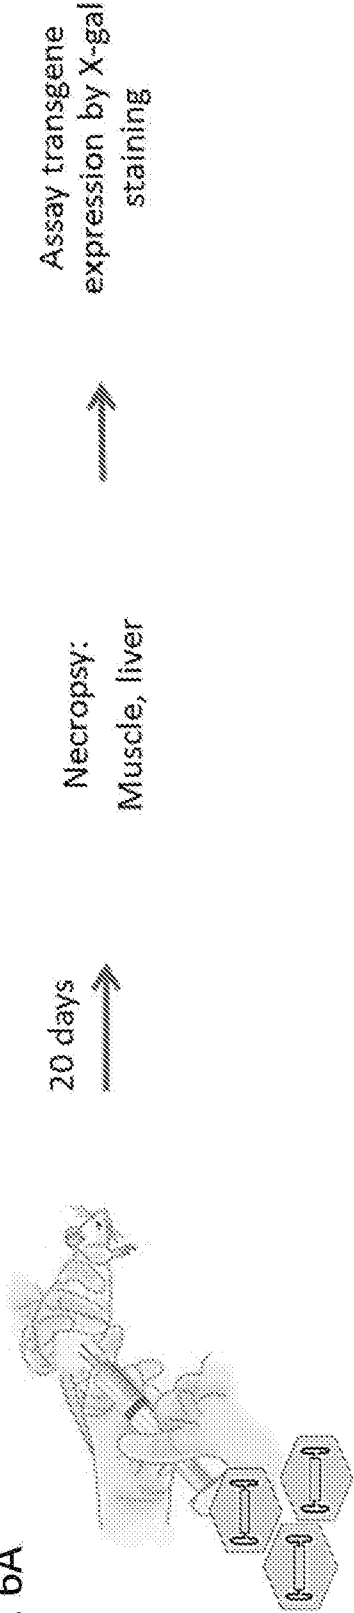 6A
20 days
Necropsy:
Muscle, liver
Assay transgene
expression by X-gal
staining